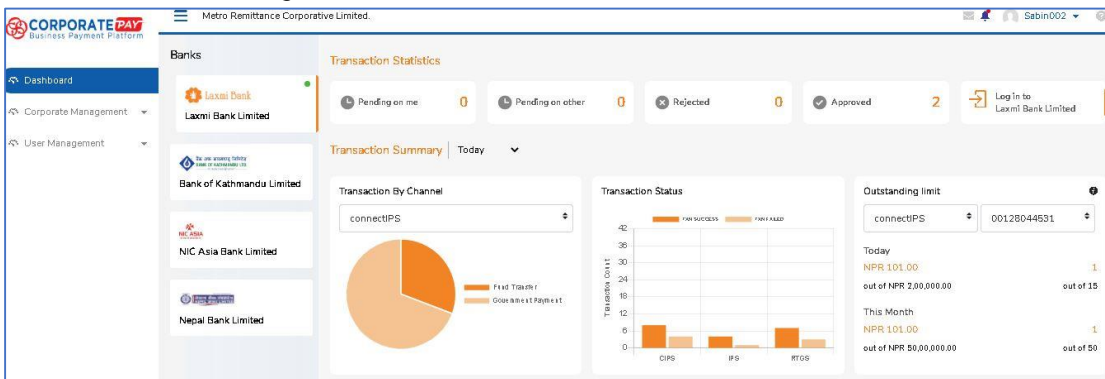 CORPORATE PAY
Business Payment Platform
Metro Remittance Corporative Limited.
Sabin002
Dashboard
Corporate Management
User Management
Banks
Laxmi Bank
Laxmi Bank Limited
BANK OF KATHMANDU LTD.
Bank of Kathmandu Limited
NIC ASIA
NIC Asia Bank Limited
Nepal Bank Limited
Transaction Statistics
Pending on me 0
Pending on other 0
Rejected 0
Approved 2
Log in to
Laxmi Bank Limited
Transaction Summary Today
Transaction By Channel
connectIPS
Fund Transfer
Government Payment
Transaction Status
TXN SUCCESS TXN FAILED
Transaction Count
42
36
30
24
18
12
6
0
CIPS IPS RTGS
Outstanding limit
connectIPS 00128044531
Today
NPR 101.00 1
out of NPR 2,00,000.00 out of 15
This Month
NPR 101.00 1
out of NPR 50,00,000.00 out of 50